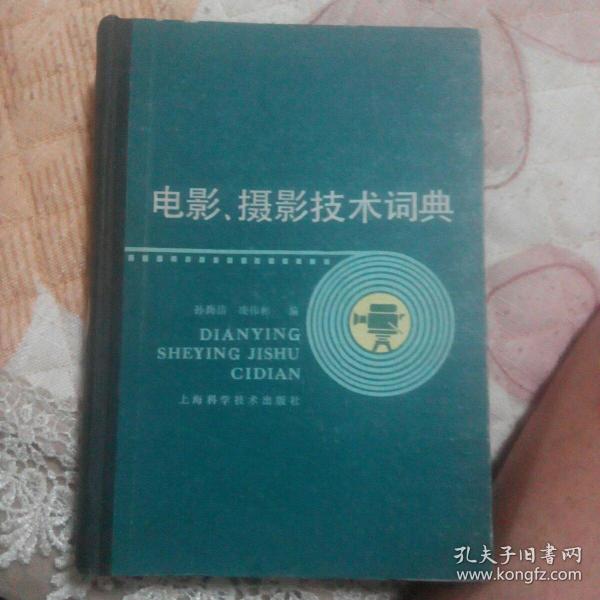 电影、摄影技术词典
编
DIANYING
SHEYING JISHU
CIDIAN
上海科学技术出版社
孔夫子旧书网
www.kongfz.com